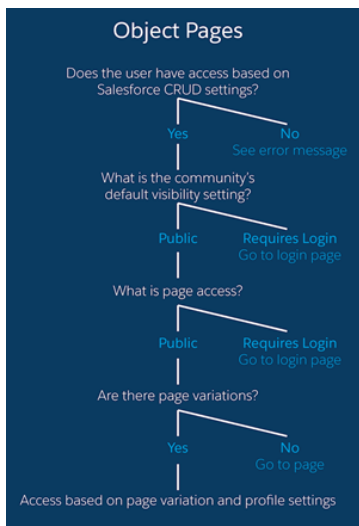 Object Pages
Does the user have access based on
Salesforce CRUD settings?
Yes
No
See error message
What is the community's
default visibility setting?
Public
Requires Login
Go to login page
What is page access?
Public
Requires Login
Go to login page
Are there page variations?
Yes
No
Go to page
Access based on page variation and profile settings